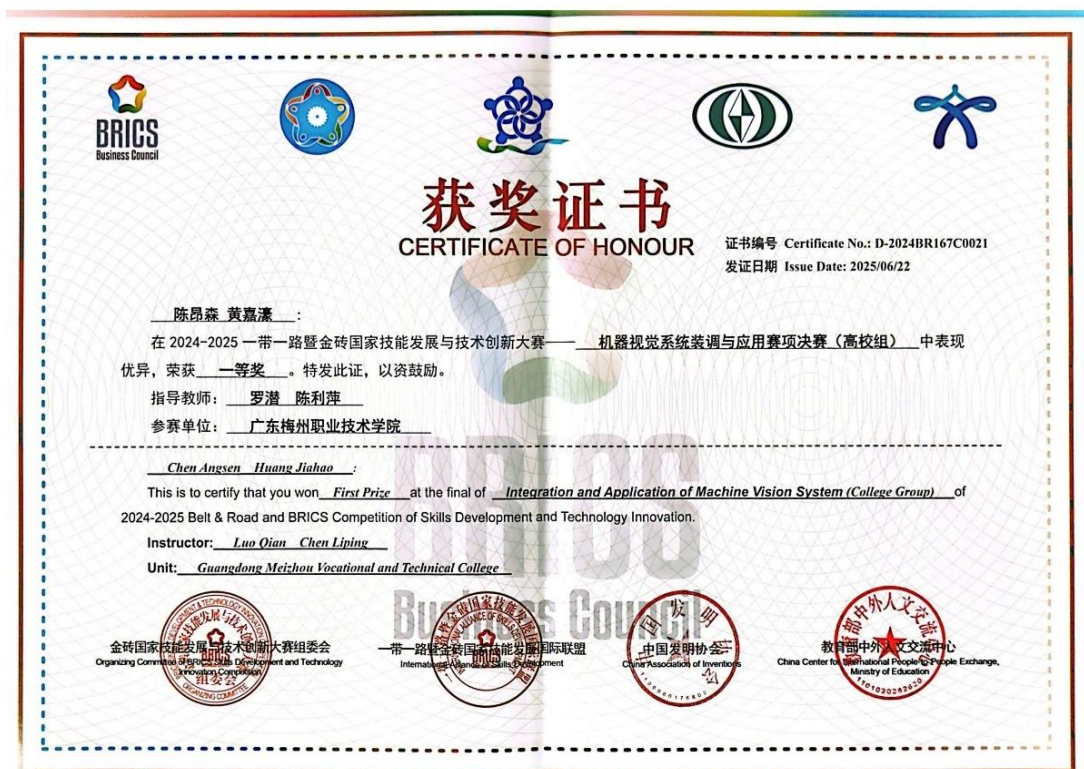 BRICS
Business Council
获奖证书
CERTIFICATE OF HONOUR
证书编号 Certificate No.: D-2024BR167C0021
发证日期 Issue Date: 2025/06/22
陈昂森 黄嘉濠:
在 2024-2025 一带一路暨金砖国家技能发展与技术创新大赛——机器视觉系统装调与应用赛项决赛（高校组）中表现
优异，荣获 一等奖 。特发此证，以资鼓励。
指导教师： 罗潜 陈利萍
参赛单位： 广东梅州职业技术学院
Chen Angsen Huang Jiahao :
This is to certify that you won First Prize at the final of Integration and Application of Machine Vision System (College Group) of
2024-2025 Belt & Road and BRICS Competition of Skills Development and Technology Innovation.
Instructor: Luo Qian Chen Liping
Unit: Guangdong Meizhou Vocational and Technical College
BRICS
Business Council
金砖国家技能发展与技术创新大赛组委会
Organizing Committee of BRICS Skills Development and Technology
Innovation Competition
一带一路暨金砖国家技能发展国际联盟
International Alliance of Skills Development
中国发明协会
China Association of Inventions
教育部中外人文交流中心
China Center for International People-to-People Exchange,
Ministry of Education